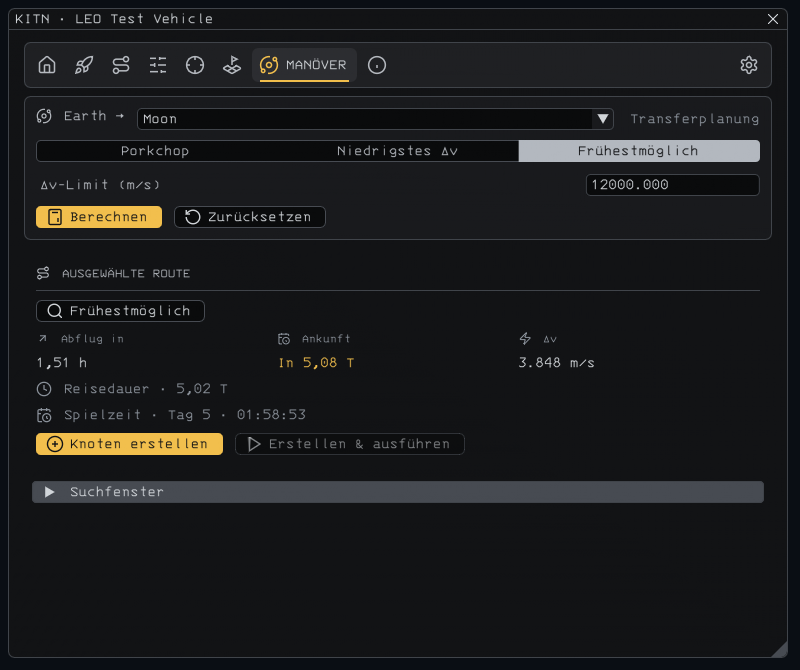 KITN · LEO Test Vehicle
MANÖVER
Earth → Moon Transferplanung
Porkchop Niedrigstes Δv Frühestmöglich
Δv-Limit (m/s) 12000.000
Berechnen Zurücksetzen
AUSGEWÄHLTE ROUTE
Frühestmöglich
Abflug in Ankunft Δv
1,51 h In 5,08 T 3.848 m/s
Reisedauer · 5,02 T
Spielzeit · Tag 5 · 01:58:53
Knoten erstellen Erstellen & ausführen
Suchfenster